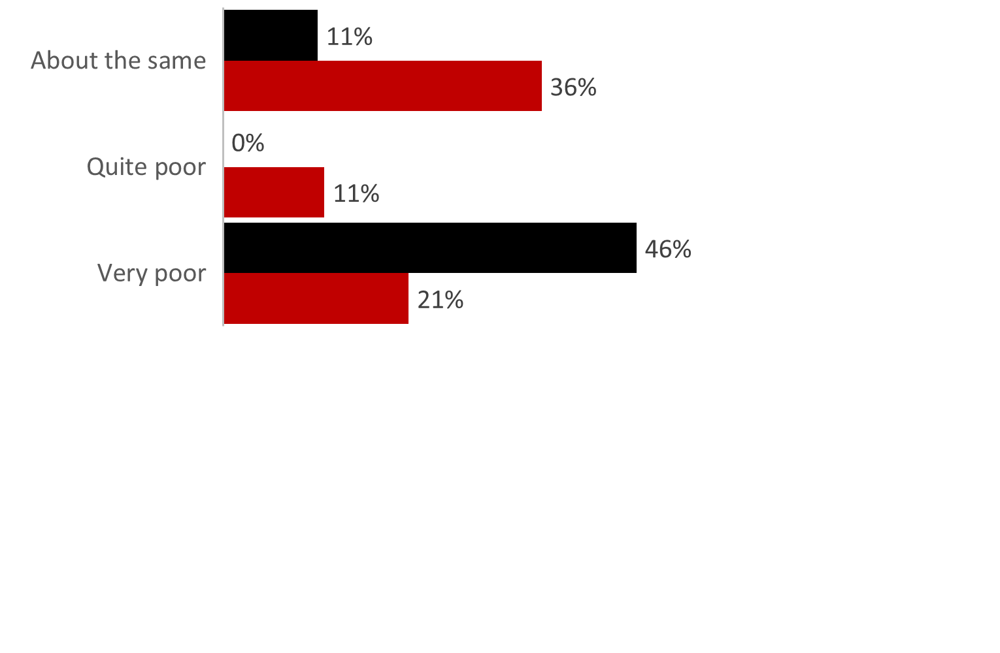 11%
About the same
36%
0%
Quite poor
11%
46%
Very poor
21%